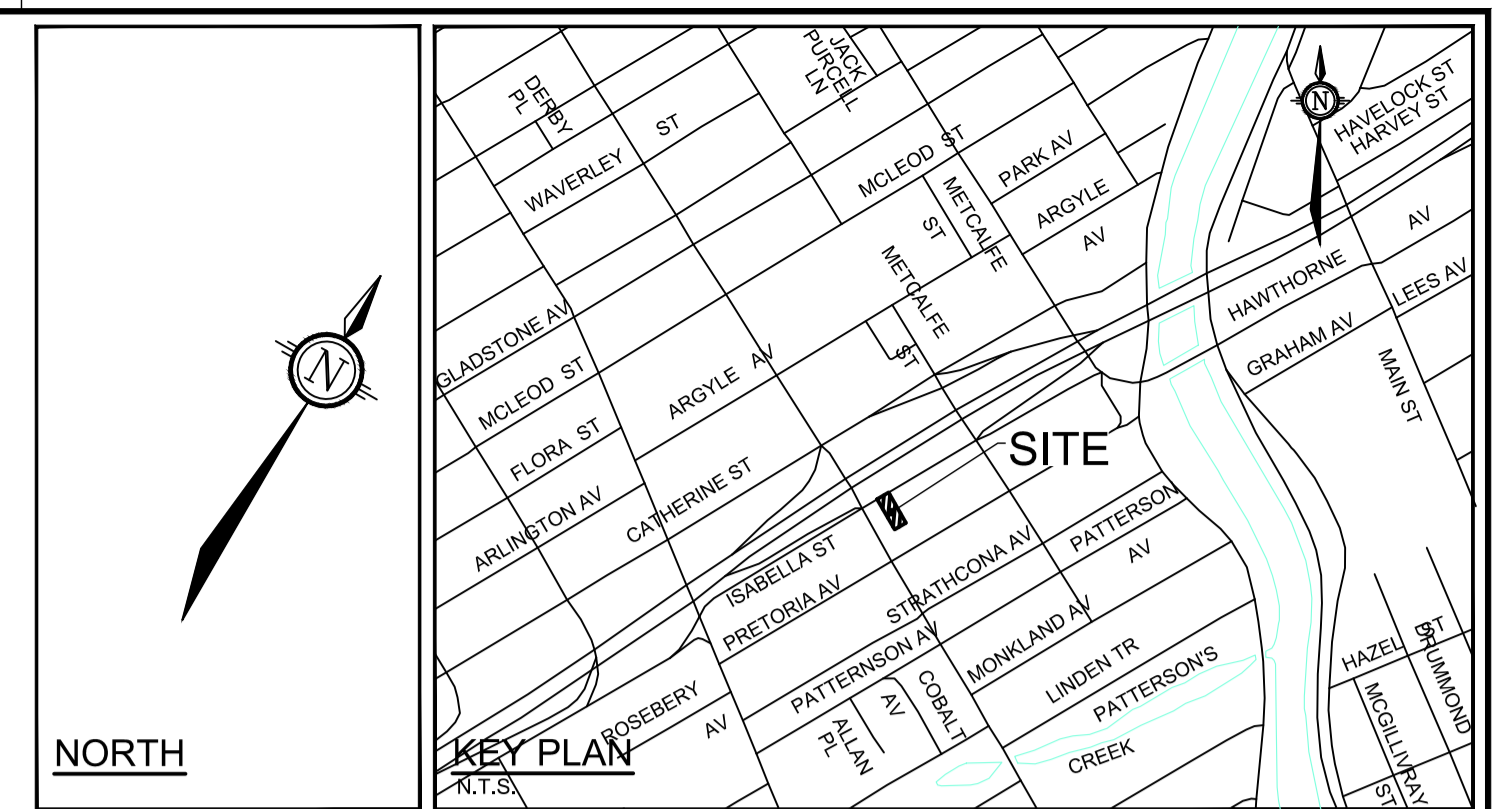 N
NORTH
KEY PLAN
N.T.S.
N
SITE
DERBY
PL
JACK
PURCELL
LN
WAVERLEY ST
MCLEOD ST
METCALFE
ST
PARK AV
ARGYLE
AV
HAVELOCK ST
HARVEY ST
AV
HAWTHORNE
LEES AV
GRAHAM AV
MAIN ST
METCALFE
ST
GLADSTONE AV
MCLEOD ST
ARGYLE AV
FLORA ST
CATHERINE ST
ARLINGTON AV
ISABELLA ST
PRETORIA AV
STRATHCONA AV
PATTERSON
AV
PATTERNSON AV
MONKLAND AV
LINDEN TR
PATTERSON'S
CREEK
ROSEBERY
AV
ALLAN
PL
AV
COBALT
HAZEL ST
DRUMMOND
MCGILLIVRAY
ST